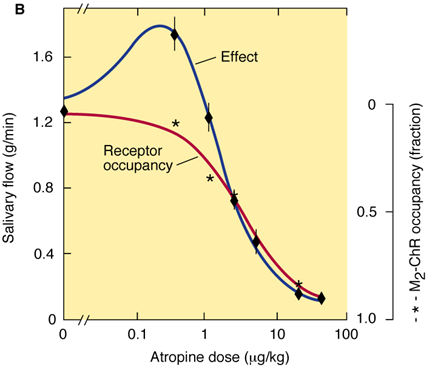 B
1.6
1.2
0.8
0.4
0
Salivary flow (g/min)
Effect
Receptor
occupancy
*
*
*
*
0
0.5
1.0
- * - M₂-ChR occupancy (fraction)
0
0.1
1
10
100
Atropine dose (μg/kg)